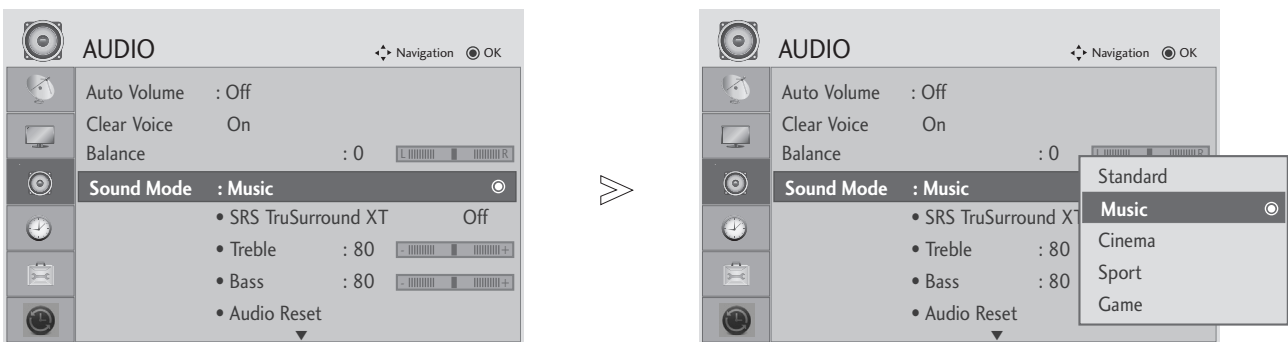 AUDIO
Navigation OK
Auto Volume : Off
Clear Voice On
Balance : 0 L R
Sound Mode : Music
• SRS TruSurround XT Off
• Treble : 80 - +
• Bass : 80 - +
• Audio Reset
AUDIO
Navigation OK
Auto Volume : Off
Clear Voice On
Balance : 0 L R
Sound Mode : Music
• SRS TruSurround XT
• Treble : 80
• Bass : 80
• Audio Reset
Standard
Music
Cinema
Sport
Game